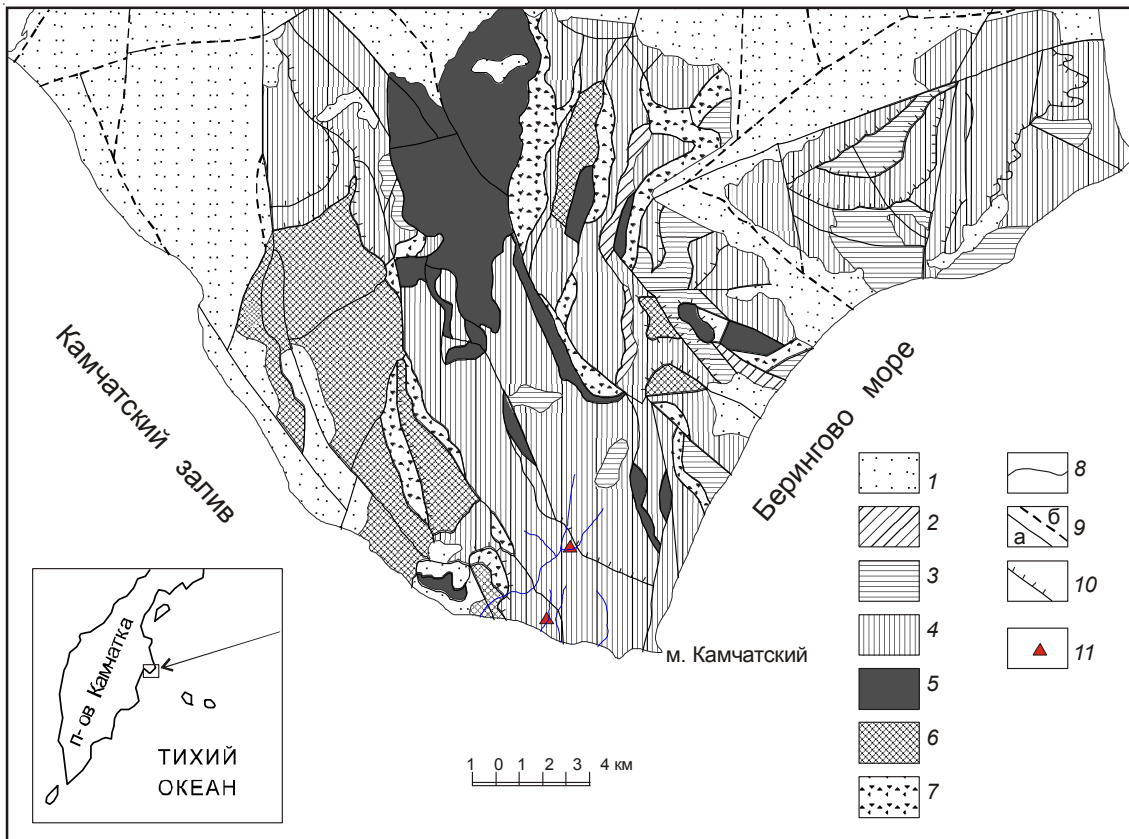 Камчатский залив
Берингово море
м. Камчатский
п-ов Камчатка
ТИХИЙ
ОКЕАН
1 0 1 2 3 4 км
1
2
3
4
5
6
7
8
а б 9
10
11